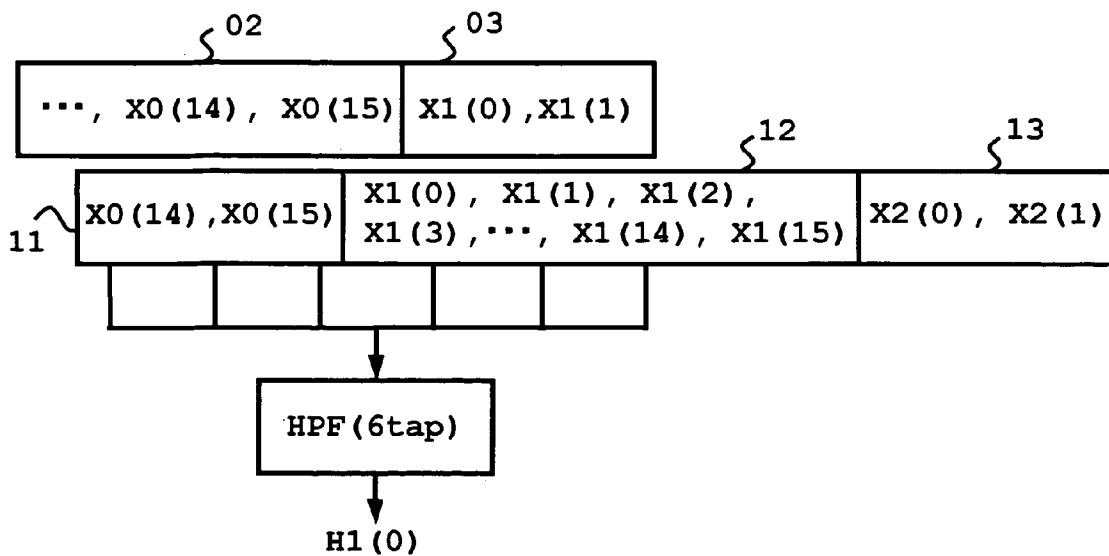 02 03
･･･, X0(14), X0(15) X1(0),X1(1)
12 13
X0(14),X0(15) X1(0), X1(1), X1(2), X2(0), X2(1)
X1(3),･･･, X1(14), X1(15)
11
HPF(6tap)
H1(0)